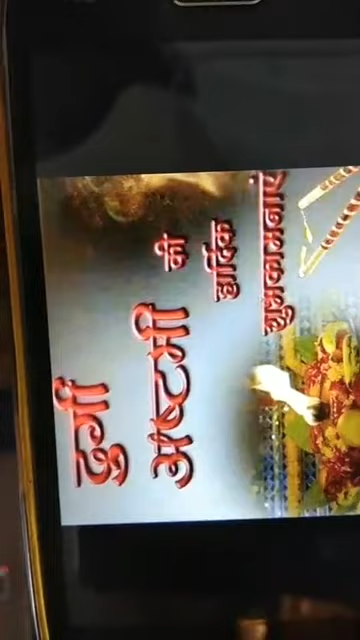 दुर्गा
अष्टमी
की
हार्दिक
शुभकामनाएं